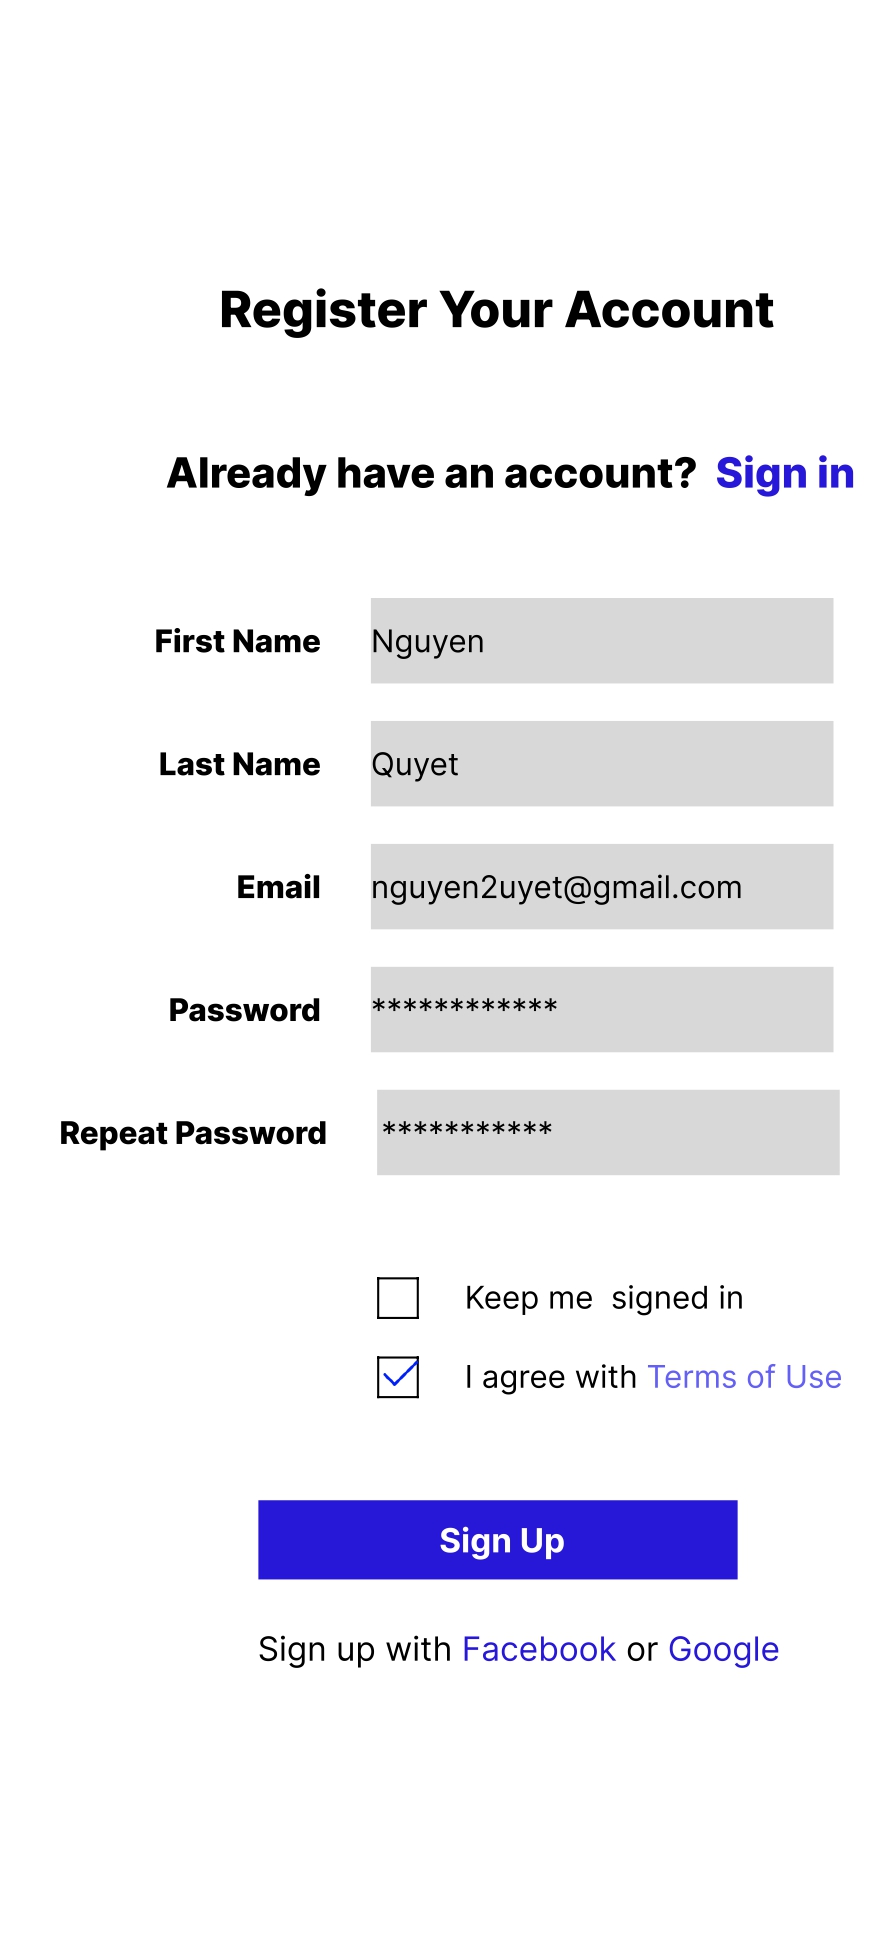 Register Your Account
Already have an account? Sign in
First Name Nguyen
Last Name Quyet
Email nguyen2uyet@gmail.com
Password ************
Repeat Password ***********
Keep me  signed in
I agree with Terms of Use
Sign Up
Sign up with Facebook or Google